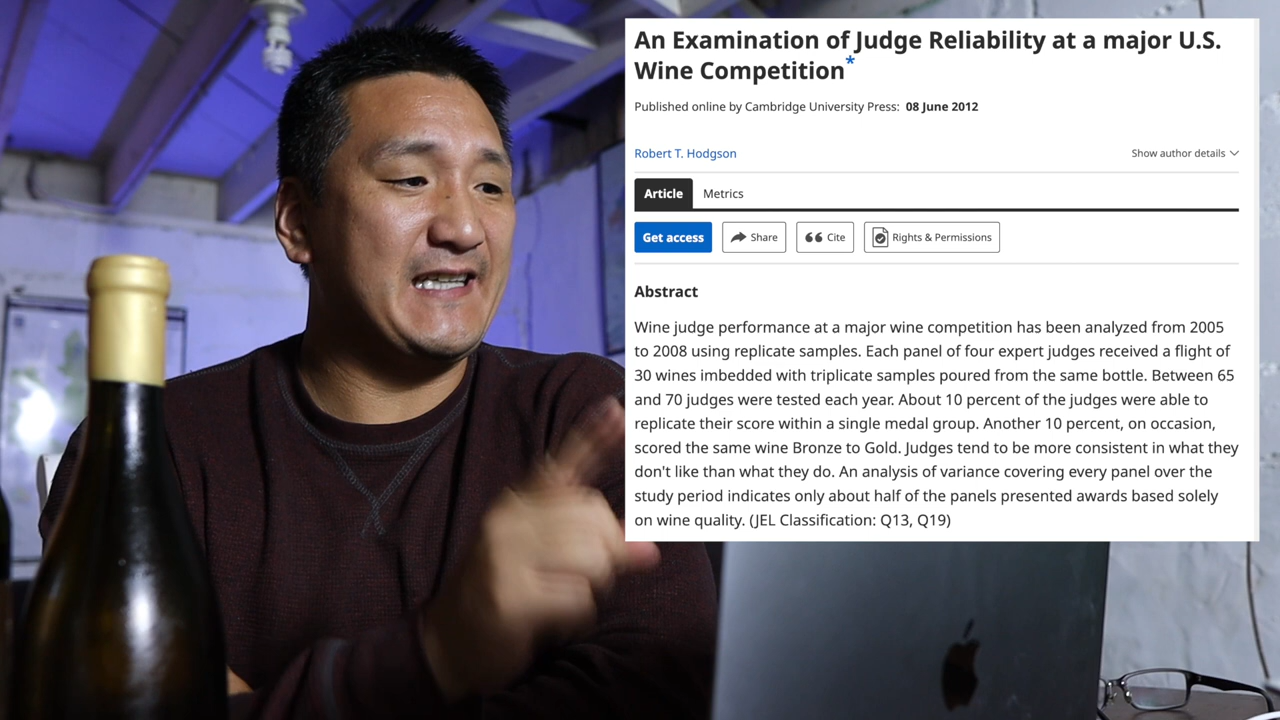 An Examination of Judge Reliability at a major U.S.
Wine Competition*
Published online by Cambridge University Press: 08 June 2012
Robert T. Hodgson
Show author details
Article
Metrics
Get access
Share
Cite
Rights & Permissions
Abstract
Wine judge performance at a major wine competition has been analyzed from 2005
to 2008 using replicate samples. Each panel of four expert judges received a flight of
30 wines imbedded with triplicate samples poured from the same bottle. Between 65
and 70 judges were tested each year. About 10 percent of the judges were able to
replicate their score within a single medal group. Another 10 percent, on occasion,
scored the same wine Bronze to Gold. Judges tend to be more consistent in what they
don't like than what they do. An analysis of variance covering every panel over the
study period indicates only about half of the panels presented awards based solely
on wine quality. (JEL Classification: Q13, Q19)